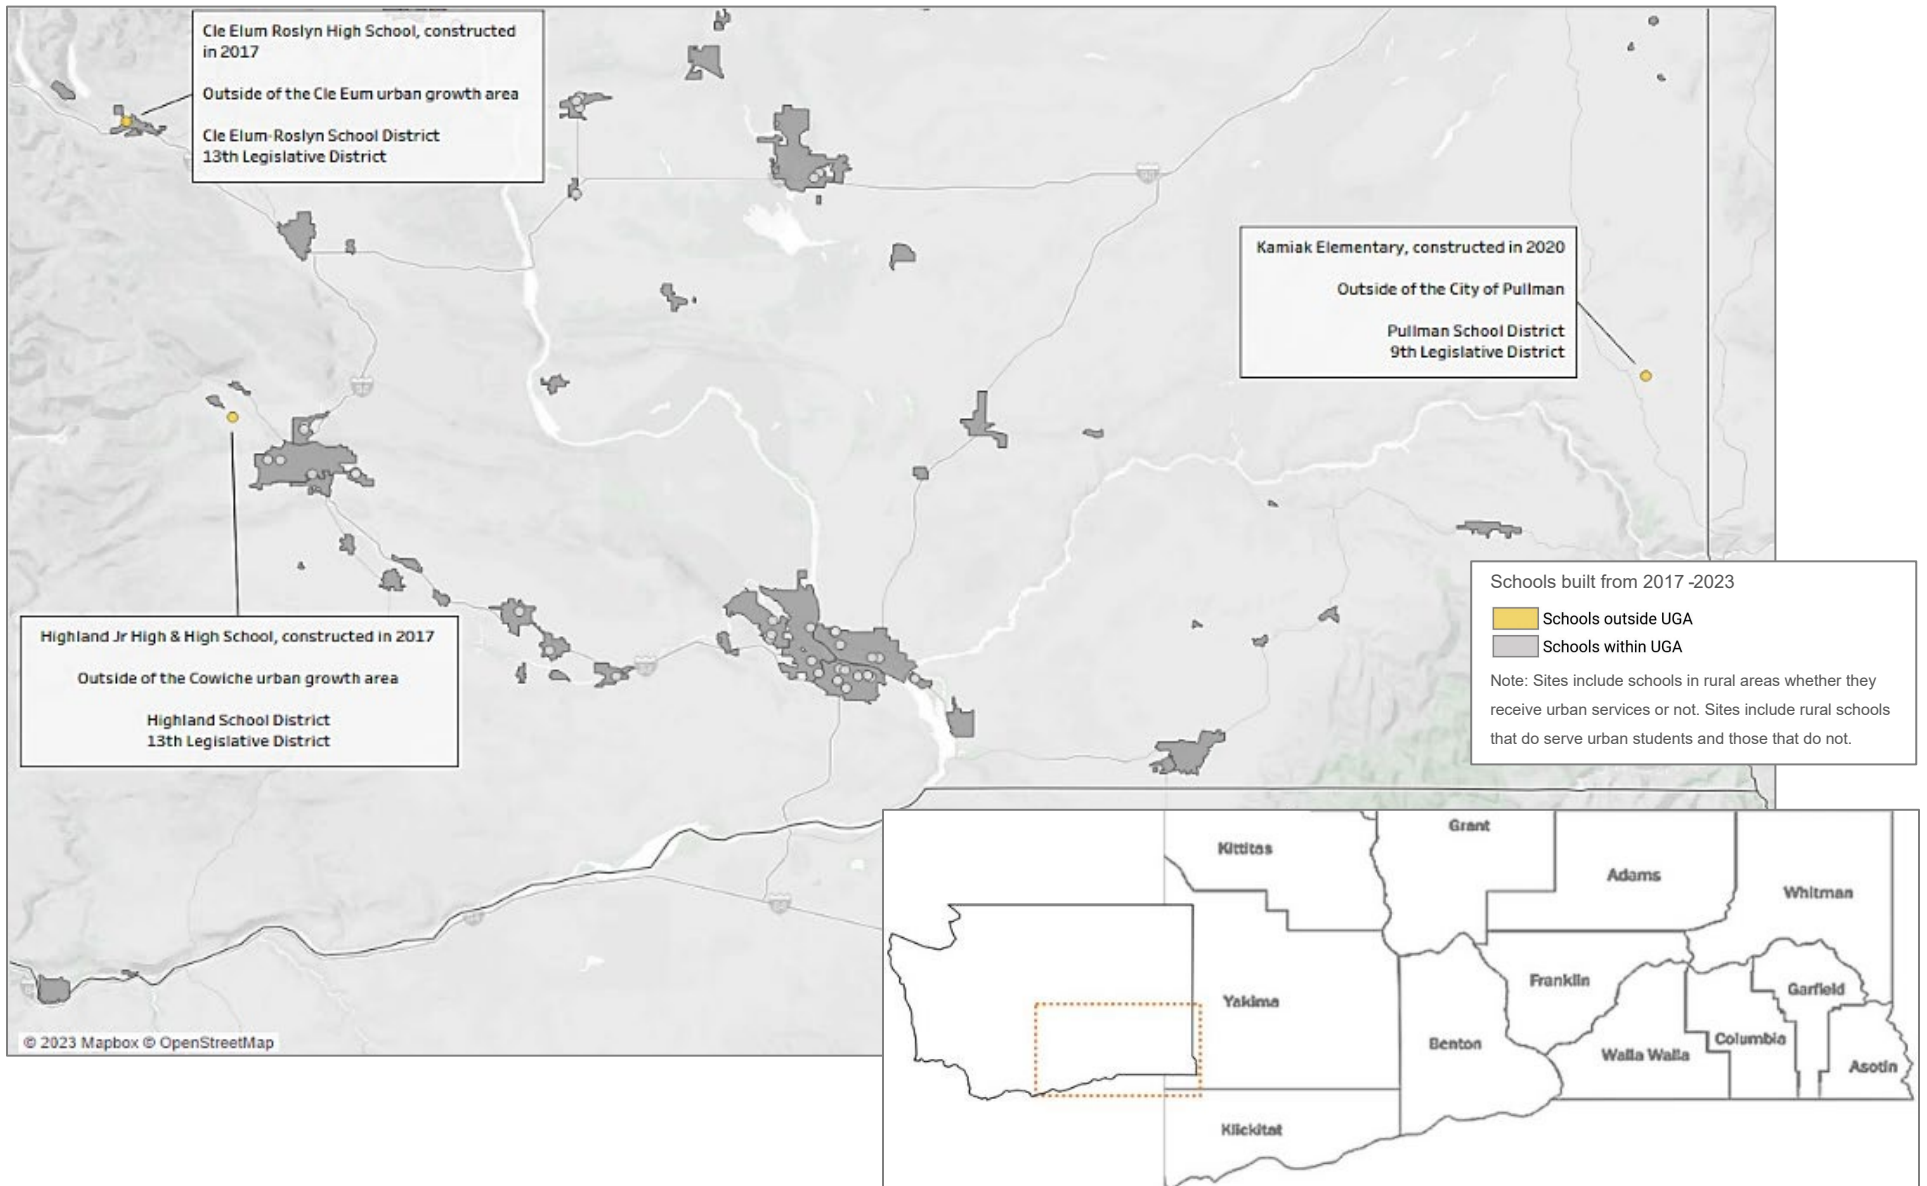 Cle Elum Roslyn High School, constructed
in 2017
Outside of the Cle Eum urban growth area
Cle Elum-Roslyn School District
13th Legislative District
Kamiak Elementary, constructed in 2020
Outside of the City of Pullman
Pullman School District
9th Legislative District
Highland Jr High & High School, constructed in 2017
Outside of the Cowiche urban growth area
Highland School District
13th Legislative District
Schools built from 2017 -2023
Schools outside UGA
Schools within UGA
Note: Sites include schools in rural areas whether they
receive urban services or not. Sites include rural schools
that do serve urban students and those that do not.
Kittitas
Grant
Adams
Whitman
Yakima
Franklin
Garfield
Benton
Walla Walla
Columbia
Asotin
Klickitat
© 2023 Mapbox © OpenStreetMap